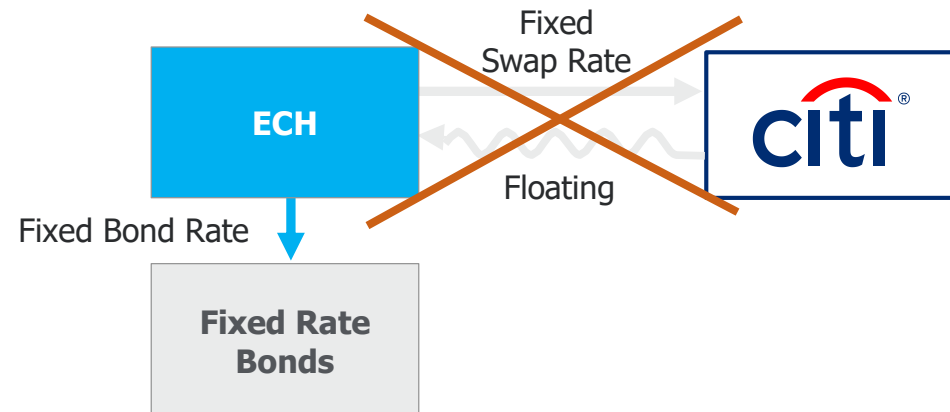 Fixed
Swap Rate
ECH
citi®
Floating
Fixed Bond Rate
Fixed Rate
Bonds